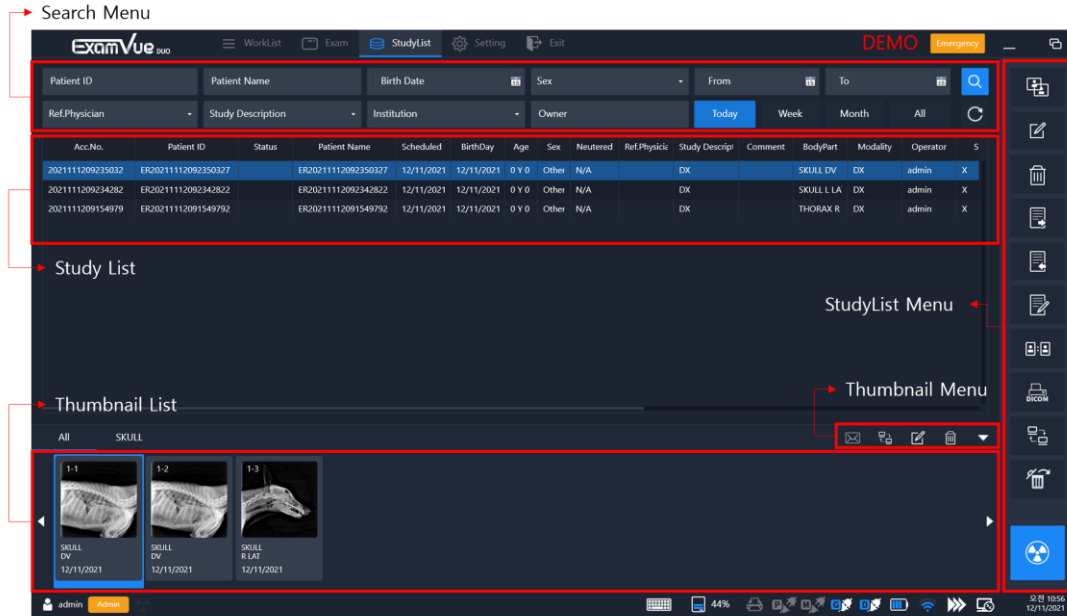 Search Menu
ExamVue DUO
WorkList Exam StudyList Setting Exit DEMO Emergency
Patient ID Patient Name Birth Date Sex From To
Ref.Physician Study Description Institution Owner Today Week Month All
Acc.No. Patient ID Status Patient Name Scheduled BirthDay Age Sex Neutered Ref.Physicia Study Descript Comment BodyPart Modality Operator S
2021111209235032 ER20211112092350327 ER20211112092350327 12/11/2021 12/11/2021 0 Y 0 Other N/A DX SKULL DV DX admin X
2021111209234282 ER20211112092342822 ER20211112092342822 12/11/2021 12/11/2021 0 Y 0 Other N/A DX SKULL L LA DX admin X
2021111209154979 ER20211112091549792 ER20211112091549792 12/11/2021 12/11/2021 0 Y 0 Other N/A DX THORAX R DX admin X
Study List
StudyList Menu
Thumbnail List
Thumbnail Menu
DICOM
All SKULL
1-1 1-2 1-3
SKULL SKULL SKULL
DV DV R LAT
12/11/2021 12/11/2021 12/11/2021
admin Admin 44% 오전 10:56
12/11/2021